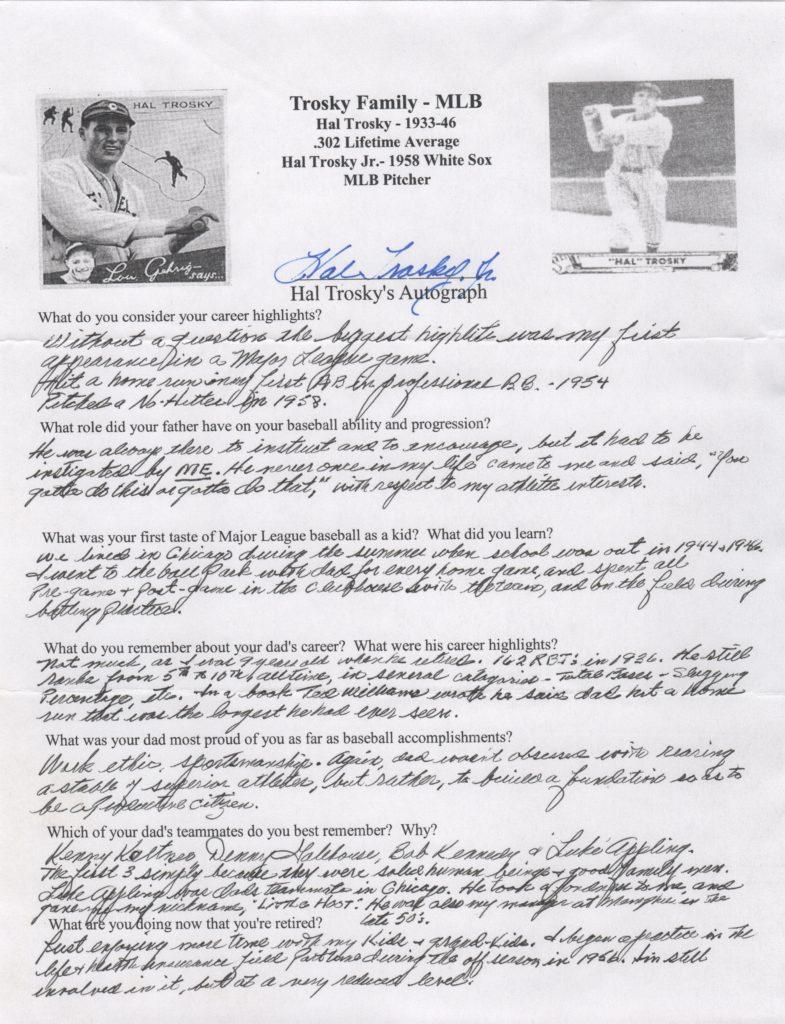 HAL TROSKY
Lou Gehrig says...
Trosky Family - MLB
Hal Trosky - 1933-46
.302 Lifetime Average
Hal Trosky Jr.- 1958 White Sox
MLB Pitcher
"HAL" TROSKY
Hal Trosky, Jr.
Hal Trosky's Autograph
What do you consider your career highlights?
Without a question the biggest highlite was my first
appearance in a Major League game.
Hit a home run in my first AB in professional B.B. - 1954
Pitched a No-Hitter in 1958.
What role did your father have on your baseball ability and progression?
He was always there to instruct and to encourage, but it had to be
instigated by ME. He never once in my life came to me and said, "You
gotta do this or gotta do that," with respect to my athletic interests.
What was your first taste of Major League baseball as a kid? What did you learn?
We lived in Chicago during the summer when school was out in 1944 + 1946.
I went to the ball Park with dad for every home game, and spent all
Pre-game + Post-game in the Clubhouse with the team, and on the field during
batting practice.
What do you remember about your dad's career? What were his career highlights?
Not much, as I was 9 years old when he retired. 162 RBI's in 1936. He still
ranks from 5th to 10th alltime, in several catagories - Total Bases - Slugging
Percentage, etc. In a book Ted Williams wrote he said dad hit a home
run that was the longest he had ever seen.
What was your dad most proud of you as far as baseball accomplishments?
Work ethic, sportsmanship. Again, dad wasn't obsessed with rearing
a stable of superior athletes, but rather, to build a foundation so as to
be a productive citizen.
Which of your dad's teammates do you best remember? Why?
Kenny Keltner, Denny Galehouse, Bob Kennedy & Luke Appling.
The first 3 simply because they were solid human beings + good family men.
Luke Appling was dads teammate in Chicago. He took a fondness to me, and
gave me my nickname, "Little Hoot". He was also my manager at Memphis in the
late 50's.
What are you doing now that you're retired?
Just enjoying more time with my Kids + grand-Kids. I began a practice in the
life + health insurance field Part time during the off season in 1956. I'm still
involved in it, but at a very reduced level.